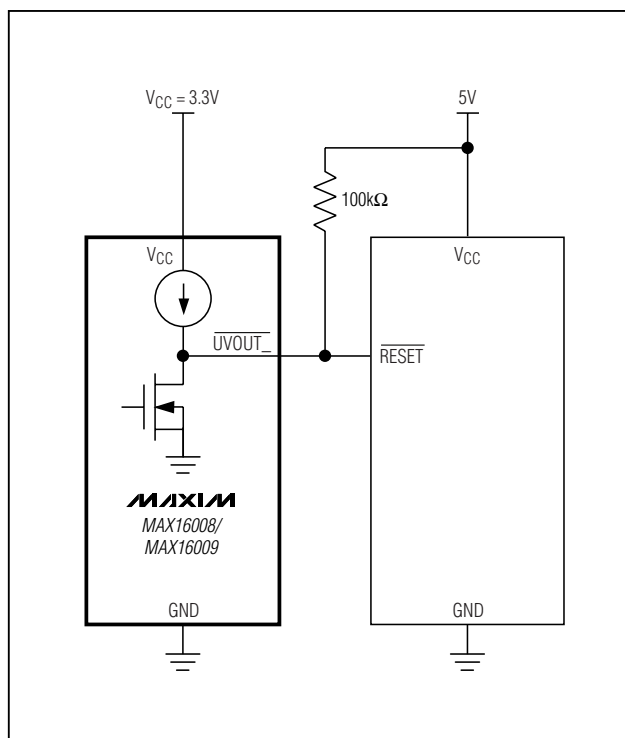 VCC = 3.3V
5V
100kΩ
VCC
VCC
UVOUT_
RESET
MAXIM
MAX16008/
MAX16009
GND
GND